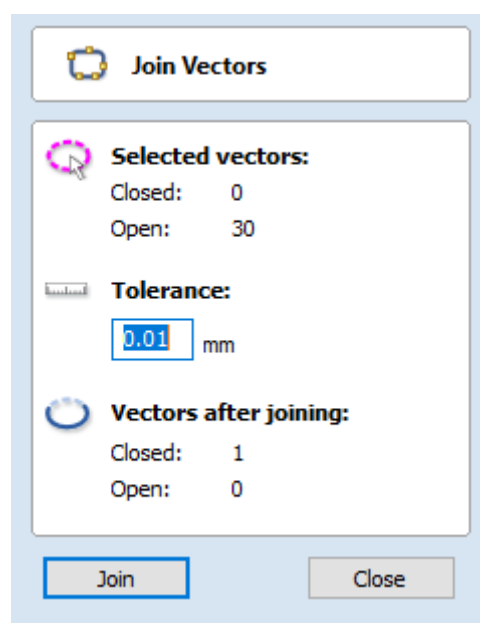 Join Vectors
Selected vectors:
Closed: 0
Open: 30
Tolerance:
0.01 mm
Vectors after joining:
Closed: 1
Open: 0
Join Close